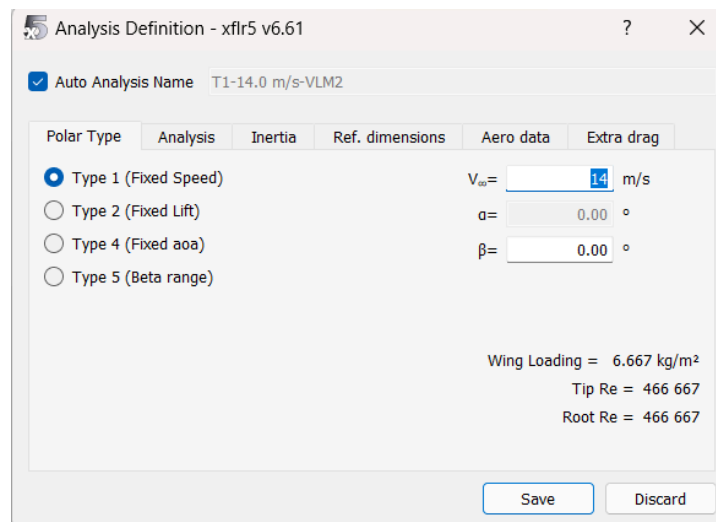 Analysis Definition - xflr5 v6.61 ? X
Auto Analysis Name T1-14.0 m/s-VLM2
Polar Type Analysis Inertia Ref. dimensions Aero data Extra drag
Type 1 (Fixed Speed) V∞= 14 m/s
Type 2 (Fixed Lift) α= 0.00 °
Type 4 (Fixed aoa) β= 0.00 °
Type 5 (Beta range)
Wing Loading = 6.667 kg/m²
Tip Re = 466 667
Root Re = 466 667
Save Discard